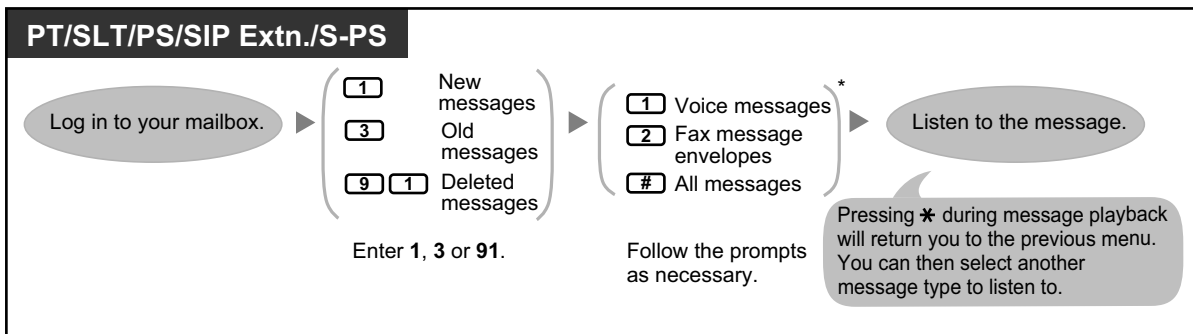 PT/SLT/PS/SIP Extn./S-PS
Log in to your mailbox.
1 New
messages
3 Old
messages
9 1 Deleted
messages
Enter 1, 3 or 91.
*
1 Voice messages
2 Fax message
envelopes
# All messages
Follow the prompts
as necessary.
Listen to the message.
Pressing * during message playback
will return you to the previous menu.
You can then select another
message type to listen to.